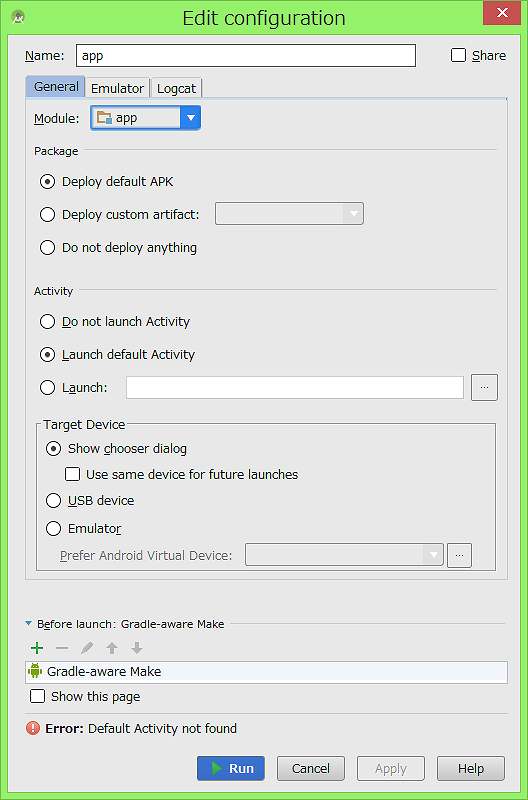 Edit configuration
Name: app Share
General Emulator Logcat
Module: app
Package
Deploy default APK
Deploy custom artifact:
Do not deploy anything
Activity
Do not launch Activity
Launch default Activity
Launch: ...
Target Device
Show chooser dialog
Use same device for future launches
USB device
Emulator
Prefer Android Virtual Device: ...
Before launch: Gradle-aware Make
Gradle-aware Make
Show this page
Error: Default Activity not found
Run Cancel Apply Help